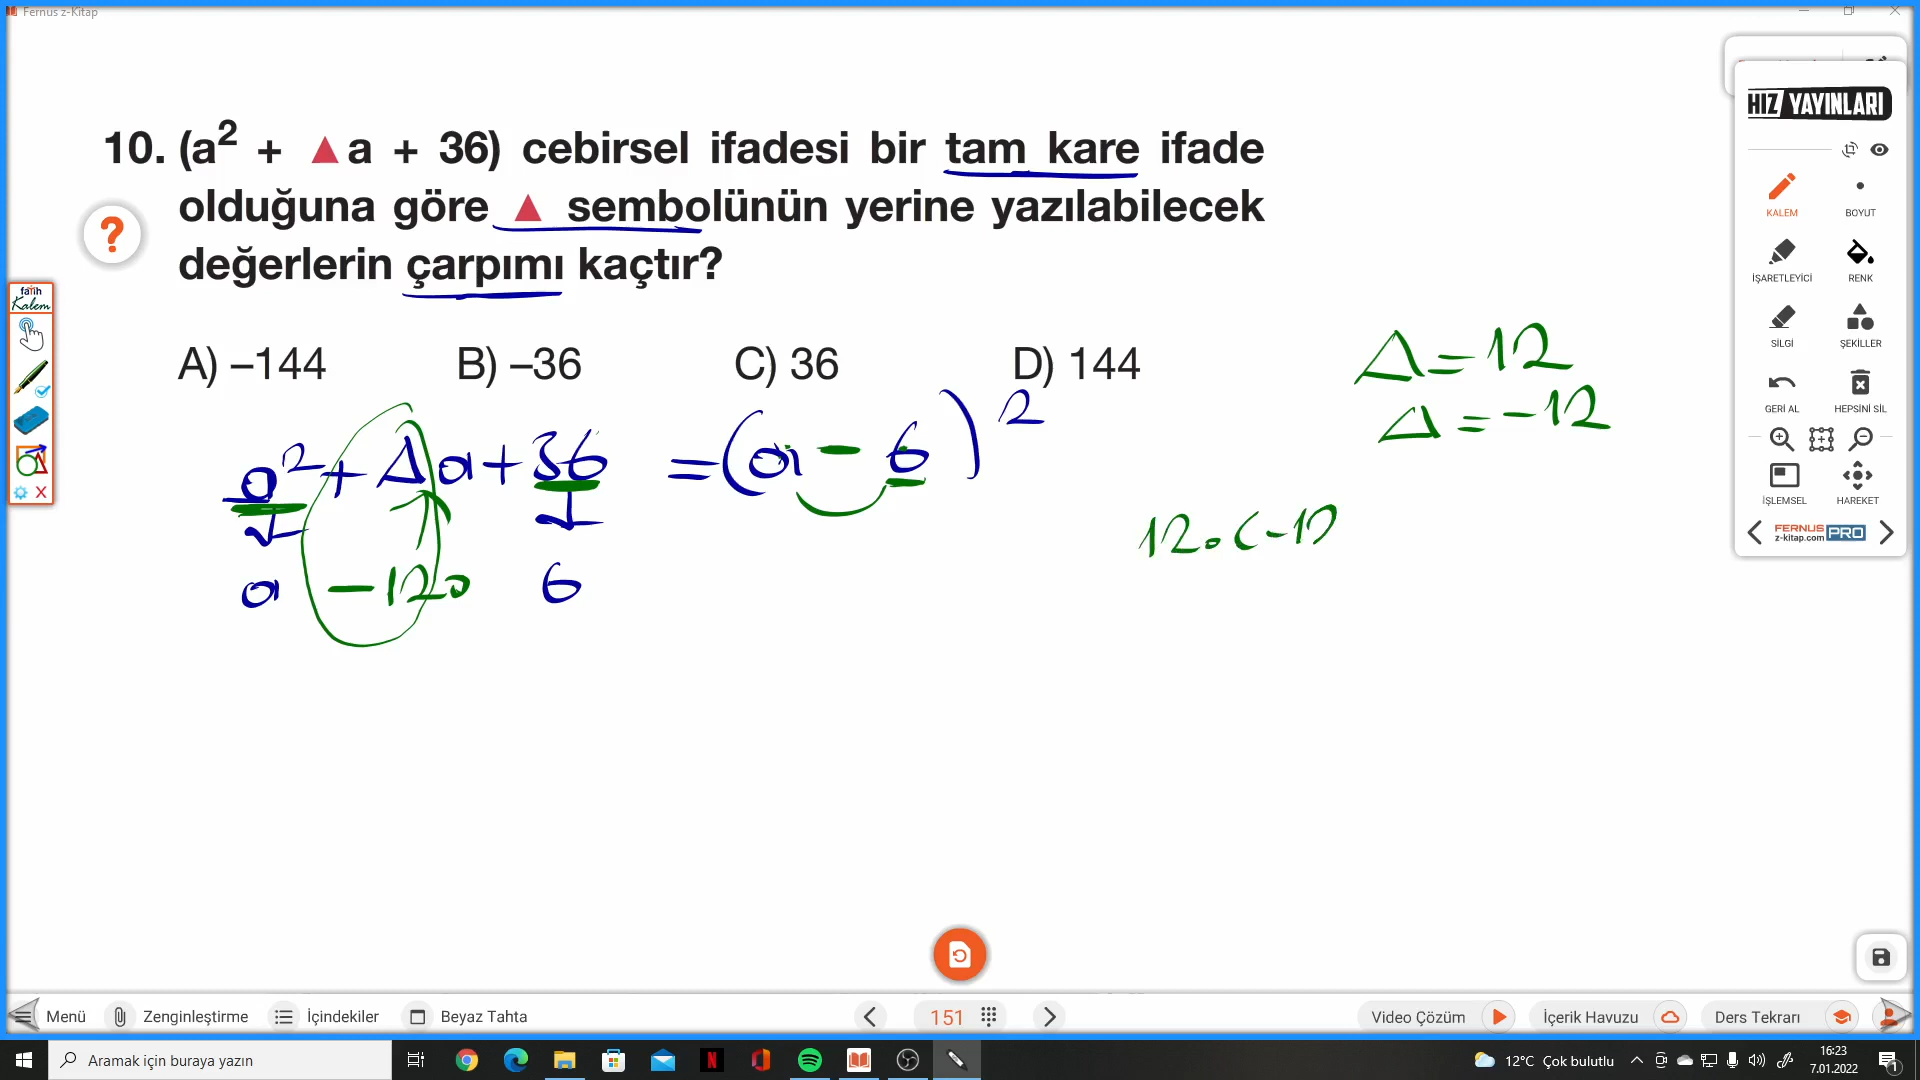 Fernus z-Kitap
10. (a² + ▲a + 36) cebirsel ifadesi bir tam kare ifade
olduğuna göre ▲ sembolünün yerine yazılabilecek
değerlerin çarpımı kaçtır?
?
A) –144 B) –36 C) 36 D) 144
a² + Δa + 36 = (a - 6)²
a -12a 6
Δ = 12
Δ = -12
12.(-12
fatih
Kalem
HIZ YAYINLARI
KALEM BOYUT
İŞARETLEYİCİ RENK
SİLGİ ŞEKİLLER
GERİ AL HEPSİNİ SİL
İŞLEMSEL HAREKET
FERNUS
z-kitap.com PRO
Menü Zenginleştirme İçindekiler Beyaz Tahta 151 Video Çözüm İçerik Havuzu Ders Tekrarı
Aramak için buraya yazın
12°C Çok bulutlu
16:23
7.01.2022
1